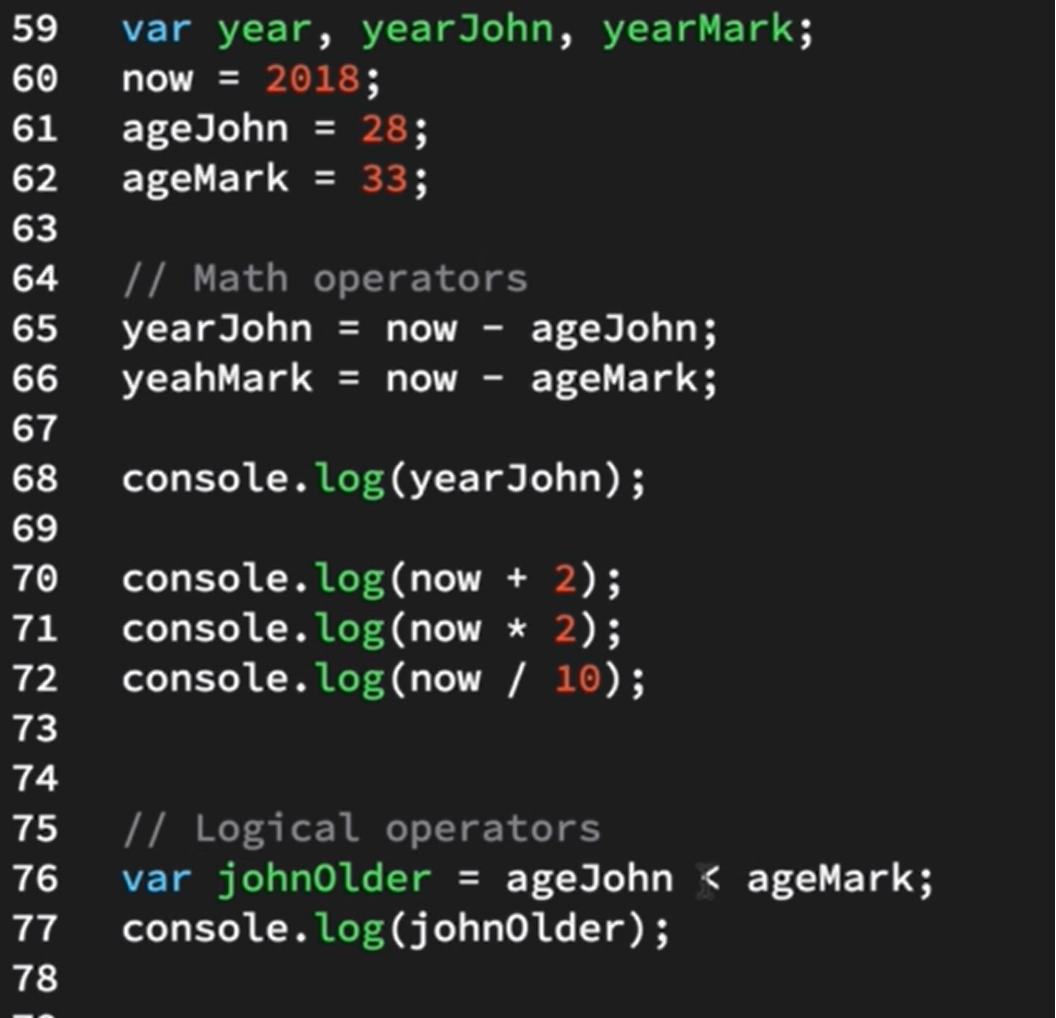 59 var year, yearJohn, yearMark;
60 now = 2018;
61 ageJohn = 28;
62 ageMark = 33;
63
64 // Math operators
65 yearJohn = now - ageJohn;
66 yeahMark = now - ageMark;
67
68 console.log(yearJohn);
69
70 console.log(now + 2);
71 console.log(now * 2);
72 console.log(now / 10);
73
74
75 // Logical operators
76 var johnOlder = ageJohn < ageMark;
77 console.log(johnOlder);
78